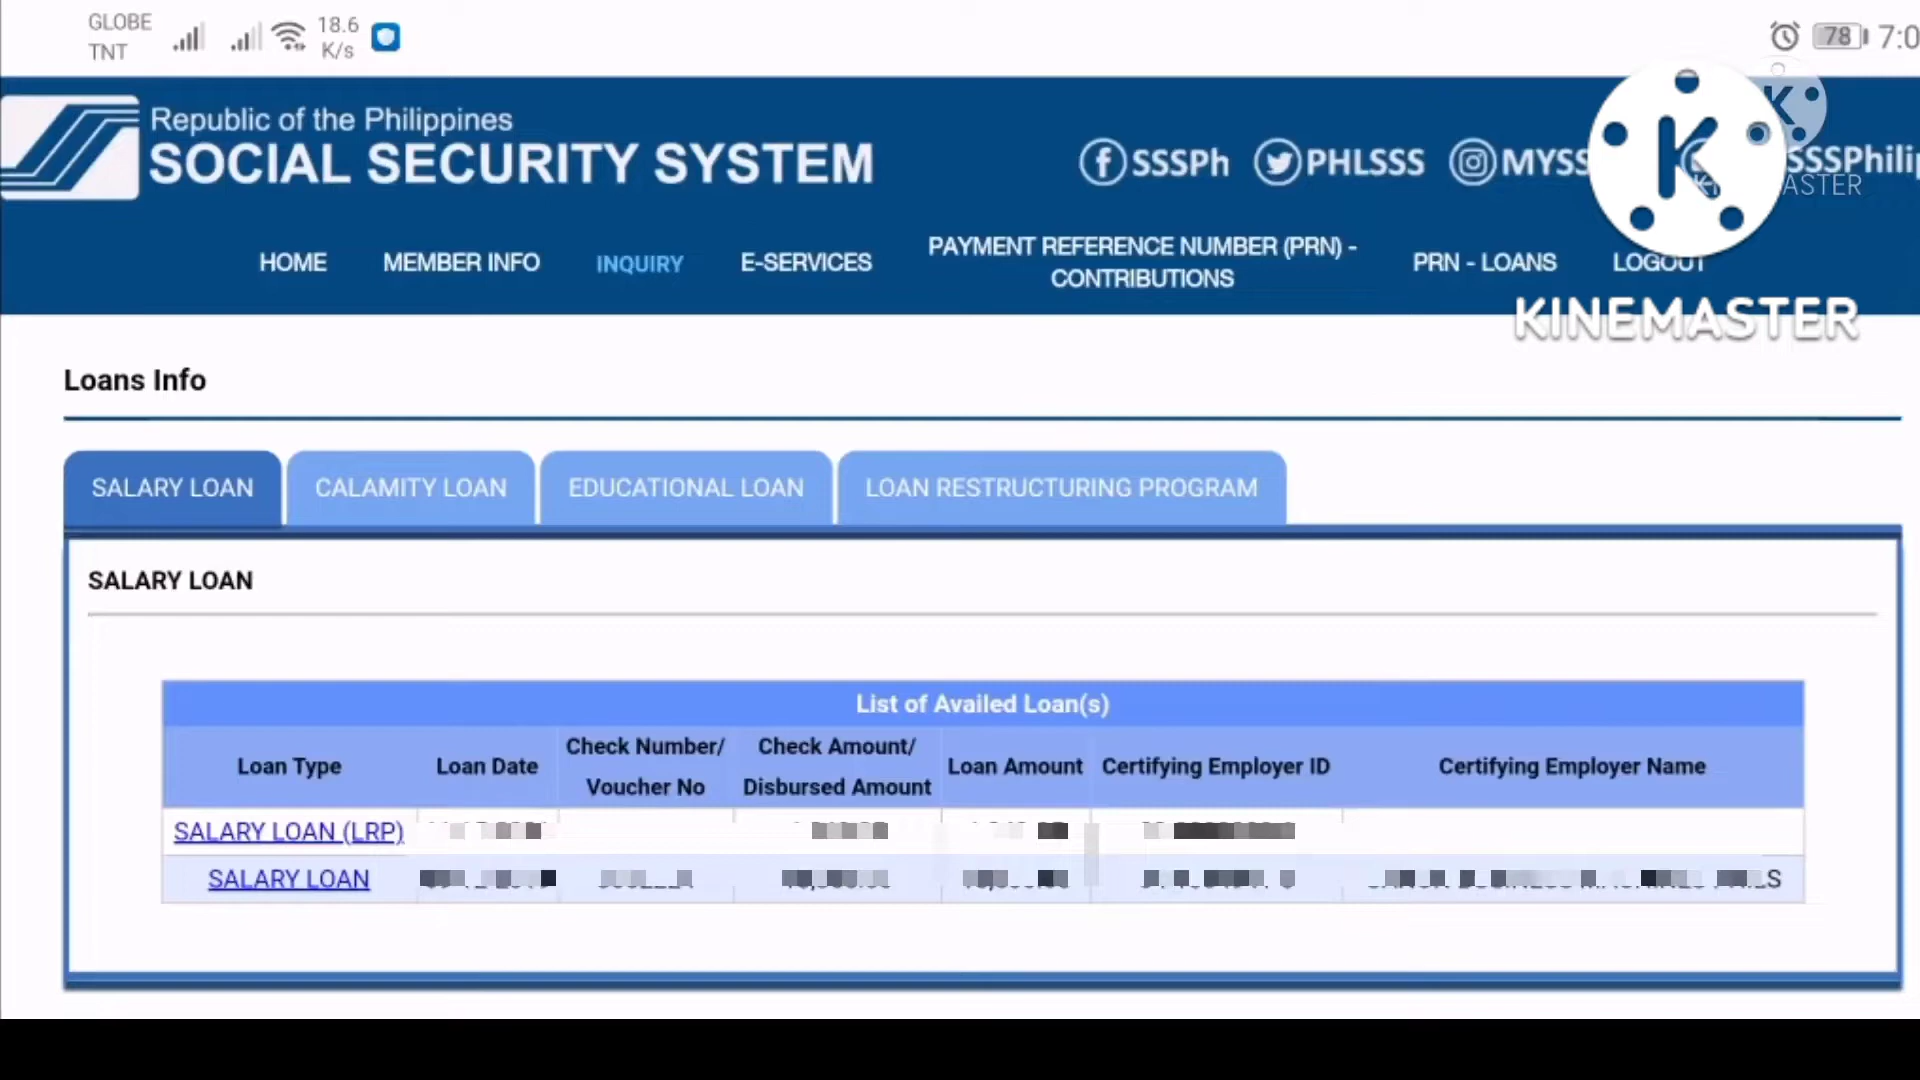 GLOBE
TNT
18.6
K/s
78
Republic of the Philippines
SOCIAL SECURITY SYSTEM
SSSPh
PHLSSS
HOME
MEMBER INFO
INQUIRY
E-SERVICES
PAYMENT REFERENCE NUMBER (PRN) -
CONTRIBUTIONS
PRN - LOANS
LOGOUT
KINEMASTER
Loans Info
SALARY LOAN
CALAMITY LOAN
EDUCATIONAL LOAN
LOAN RESTRUCTURING PROGRAM
SALARY LOAN
List of Availed Loan(s)
Loan Type
Loan Date
Check Number/
Voucher No
Check Amount/
Disbursed Amount
Loan Amount
Certifying Employer ID
Certifying Employer Name
SALARY LOAN (LRP)
SALARY LOAN